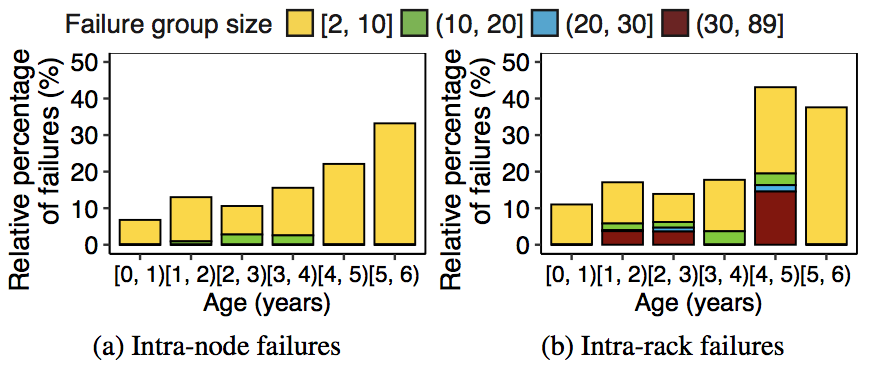 Failure group size [2, 10] (10, 20] (20, 30] (30, 89]
Relative percentage
of failures (%)
50
40
30
20
10
0
[0, 1) [1, 2) [2, 3) [3, 4) [4, 5) [5, 6)
Age (years)
(a) Intra-node failures
Relative percentage
of failures (%)
50
40
30
20
10
0
[0, 1) [1, 2) [2, 3) [3, 4) [4, 5) [5, 6)
Age (years)
(b) Intra-rack failures